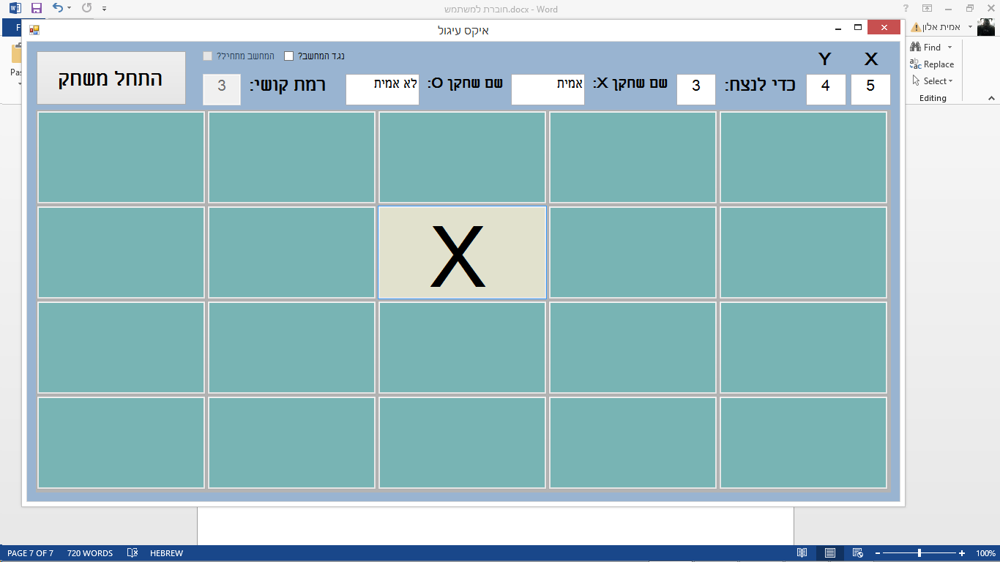 חוברת למשתמש.docx - Word
איקס עיגול
אמית אלון
F
Pas
Find
Replace
Select
Editing
X
Y
5
4
כדי לנצח:
3
שם שחקן X:
אמית
שם שחקן O:
לא אמית
רמת קושי:
3
נגד המחשב?
המחשב מתחיל?
התחל משחק
X
PAGE 7 OF 7
720 WORDS
HEBREW
100%